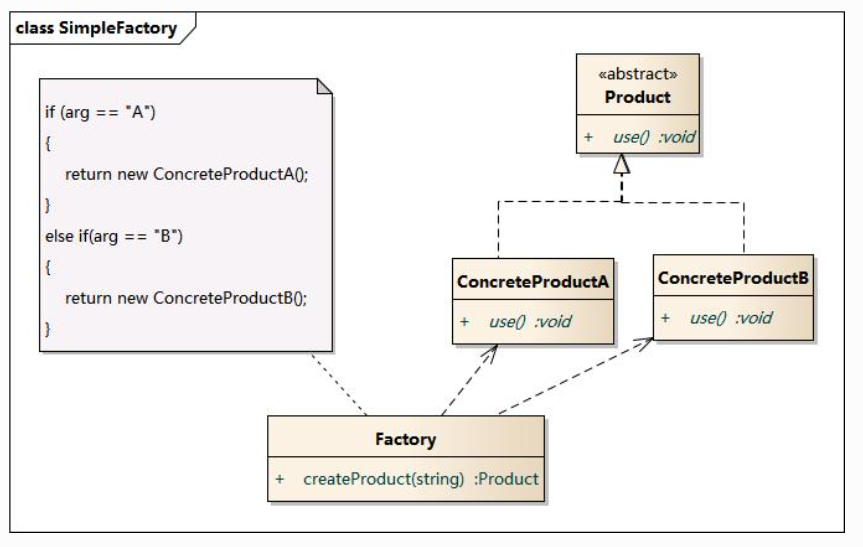 class SimpleFactory
if (arg == "A")
{
return new ConcreteProductA();
}
else if(arg == "B")
{
return new ConcreteProductB();
}
«abstract»
Product
+ use() :void
ConcreteProductA
+ use() :void
ConcreteProductB
+ use() :void
Factory
+ createProduct(string) :Product